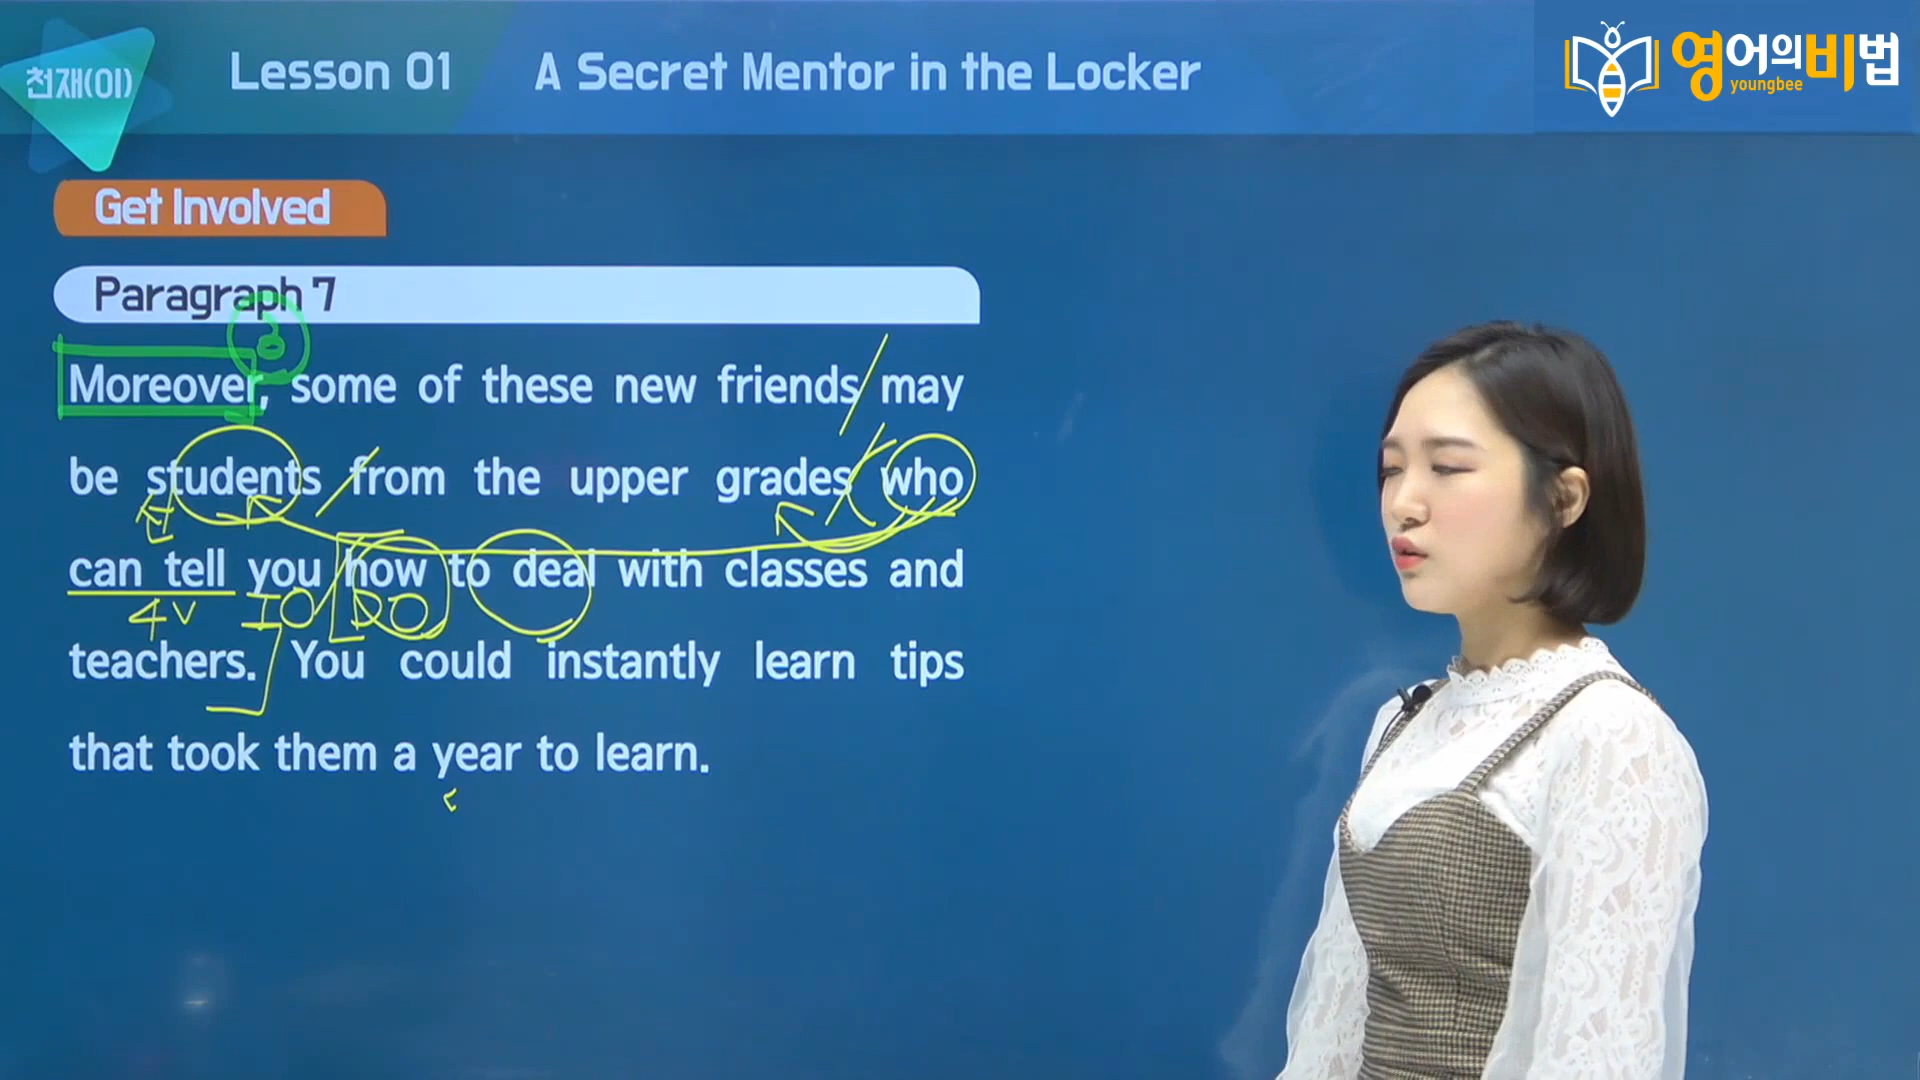 천재(이)
Lesson 01 A Secret Mentor in the Locker
영어의비법
youngbee
Get Involved
Paragraph 7
②
Moreover, some of these new friends may
be students from the upper grades who
can tell you how to deal with classes and
4V IO DO
teachers. You could instantly learn tips
that took them a year to learn.